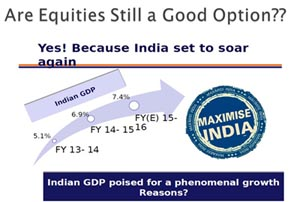 Are Equities Still a Good Option??
Yes! Because India set to soar
again
Indian GDP
7.4%
FY(E) 15-
16
6.9%
FY 14- 15
5.1%
FY 13- 14
MAXIMISE
INDIA
Indian GDP poised for a phenomenal growth
Reasons?